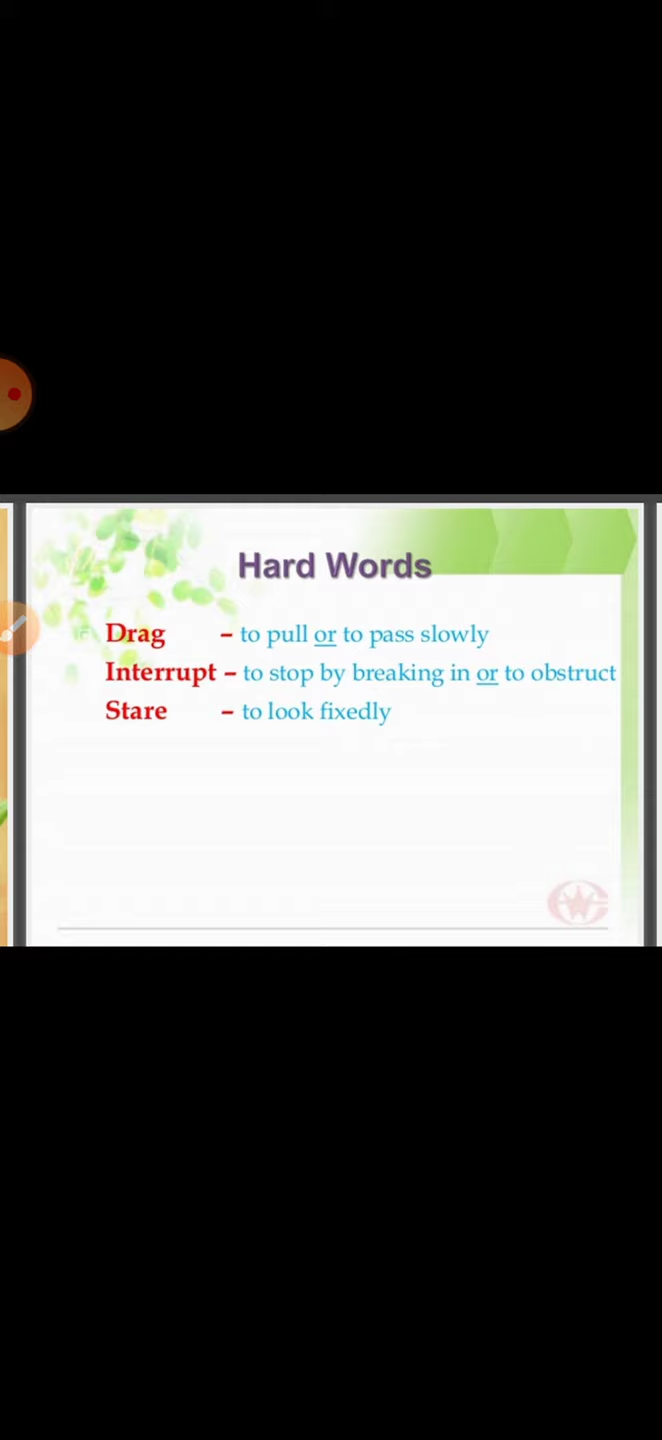 Hard Words
Drag – to pull or to pass slowly
Interrupt – to stop by breaking in or to obstruct
Stare – to look fixedly